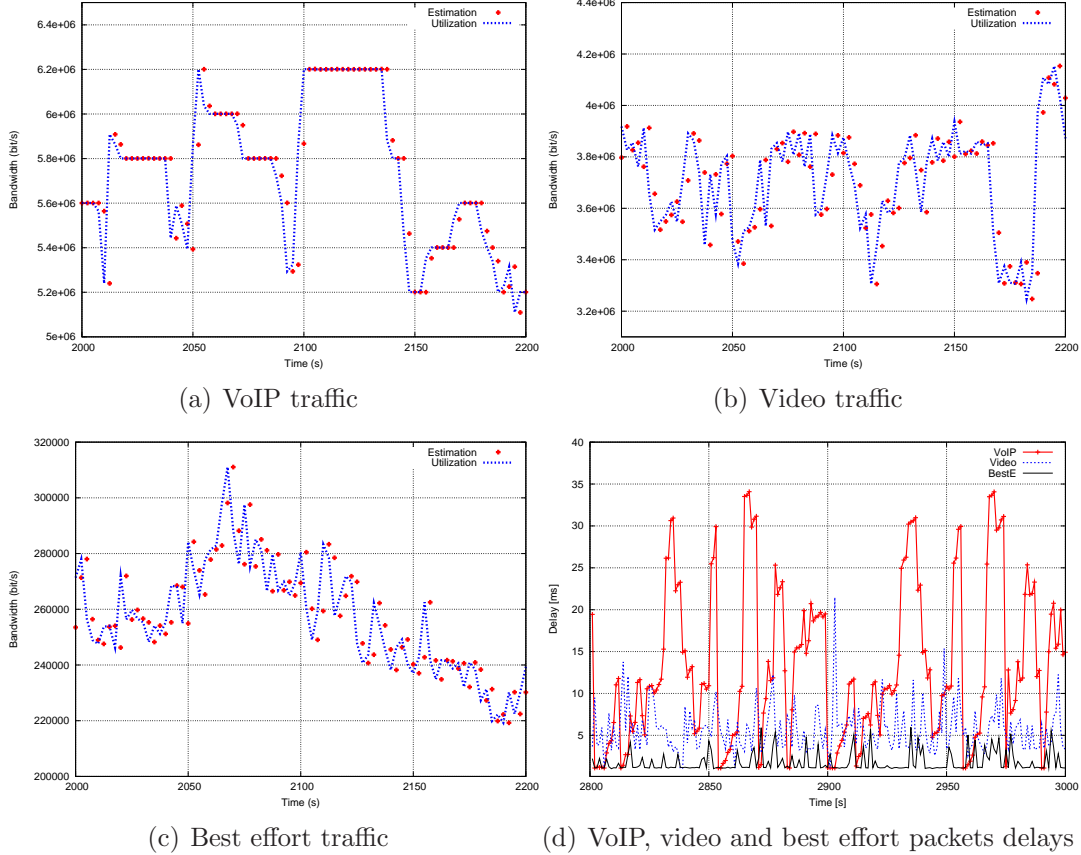 6.4e+06
6.2e+06
6e+06
5.8e+06
5.6e+06
5.4e+06
5.2e+06
5e+06
Bandwidth (bit/s)
Estimation
Utilization
2000 2050 2100 2150 2200
Time (s)
(a) VoIP traffic
4.4e+06
4.2e+06
4e+06
3.8e+06
3.6e+06
3.4e+06
3.2e+06
Bandwidth (bit/s)
Estimation
Utilization
2000 2050 2100 2150 2200
Time (s)
(b) Video traffic
320000
300000
280000
260000
240000
220000
200000
Bandwidth (bit/s)
Estimation
Utilization
2000 2050 2100 2150 2200
Time (s)
(c) Best effort traffic
40
35
30
25
20
15
10
5
Delay [ms]
VoIP
Video
BestE
2800 2850 2900 2950 3000
Time [s]
(d) VoIP, video and best effort packets delays